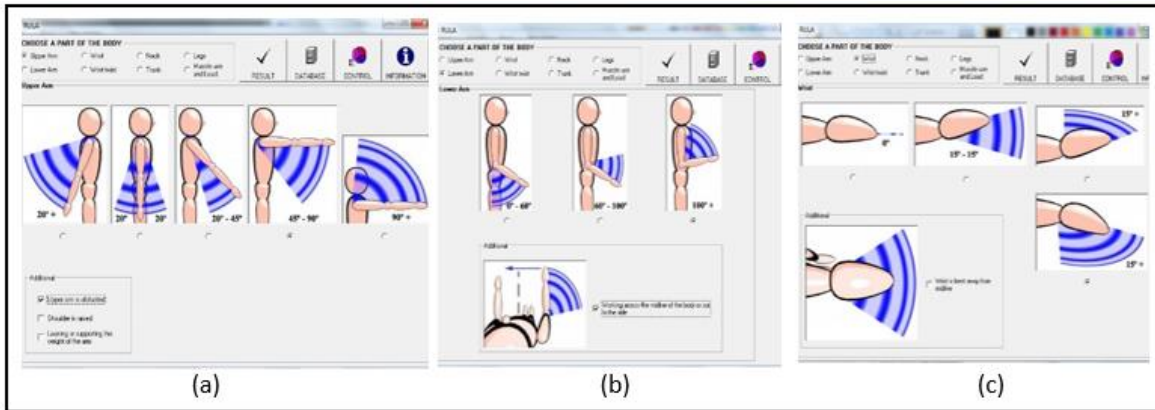 RULA
CHOOSE A PART OF THE BODY
Upper Arm Wrist Neck Legs
Lower Arm Wrist twist Trunk Muscle use and Load
RESULT DATABASE CONTROL INFORMATION
Upper Arm
20° +
20° 20°
20° - 45°
45° - 90°
90° +
Additional
Upper arm is abducted
Shoulder is raised
Leaning or supporting the
weight of the arm
(a)
RULA
CHOOSE A PART OF THE BODY
Upper Arm Wrist Neck Legs
Lower Arm Wrist twist Trunk Muscle use and Load
RESULT DATABASE CONTROL
Lower Arm
0° - 60°
60° - 100°
100° +
Additional
Working across the midline of the body or out
to the side
(b)
RULA
CHOOSE A PART OF THE BODY
Upper Arm Wrist Neck Legs
Lower Arm Wrist twist Trunk Muscle use and Load
RESULT DATABASE CONTROL
Wrist
0°
15° - 15°
15° +
Additional
Wrist is bent away from
midline
15° +
(c)